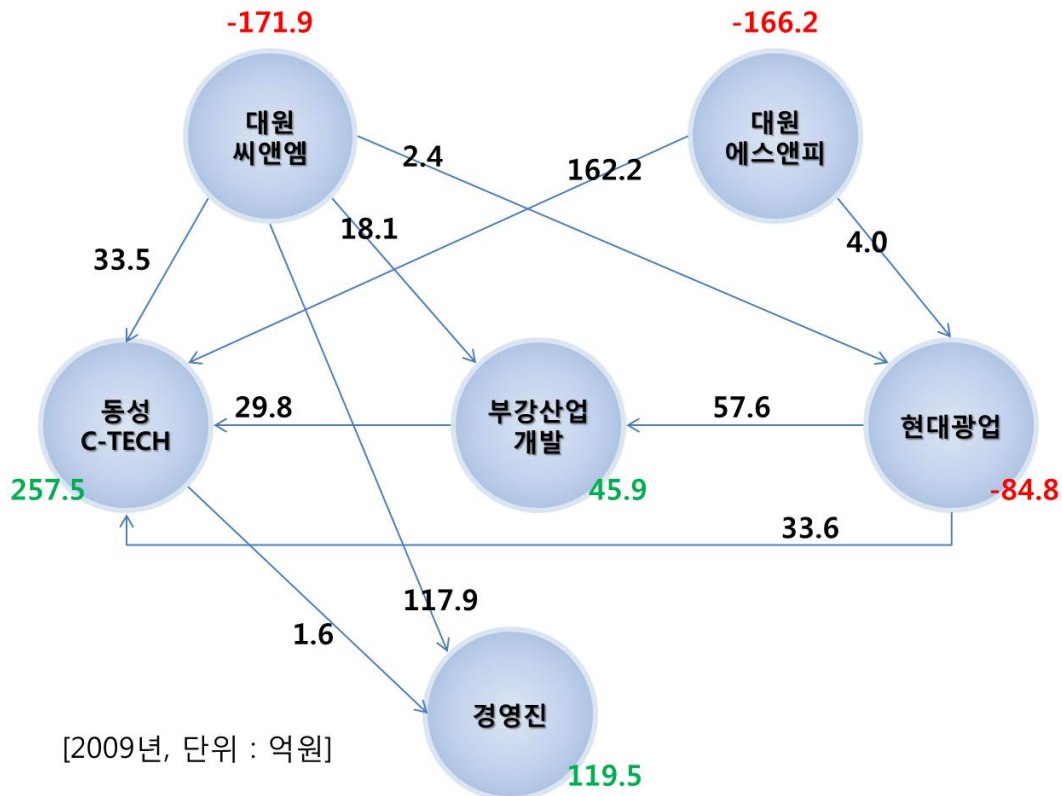 -171.9
-166.2
대원
씨앤엠
대원
에스앤피
2.4
162.2
18.1
4.0
33.5
동성
C-TECH
29.8
부강산업
개발
57.6
현대광업
257.5
45.9
-84.8
33.6
117.9
1.6
경영진
[2009년, 단위 : 억원]
119.5